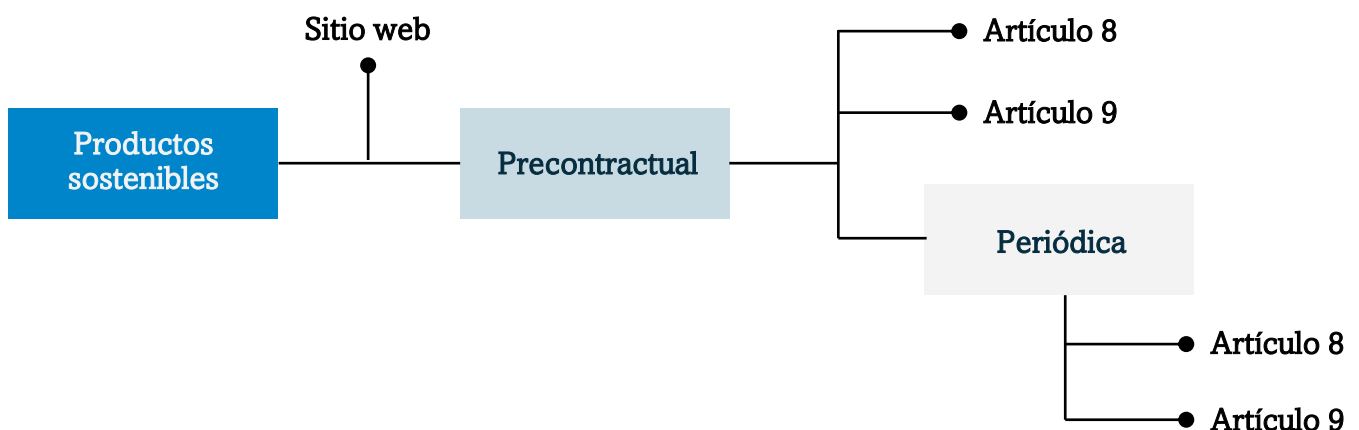 Sitio web
Artículo 8
Artículo 9
Productos
sostenibles
Precontractual
Periódica
Artículo 8
Artículo 9